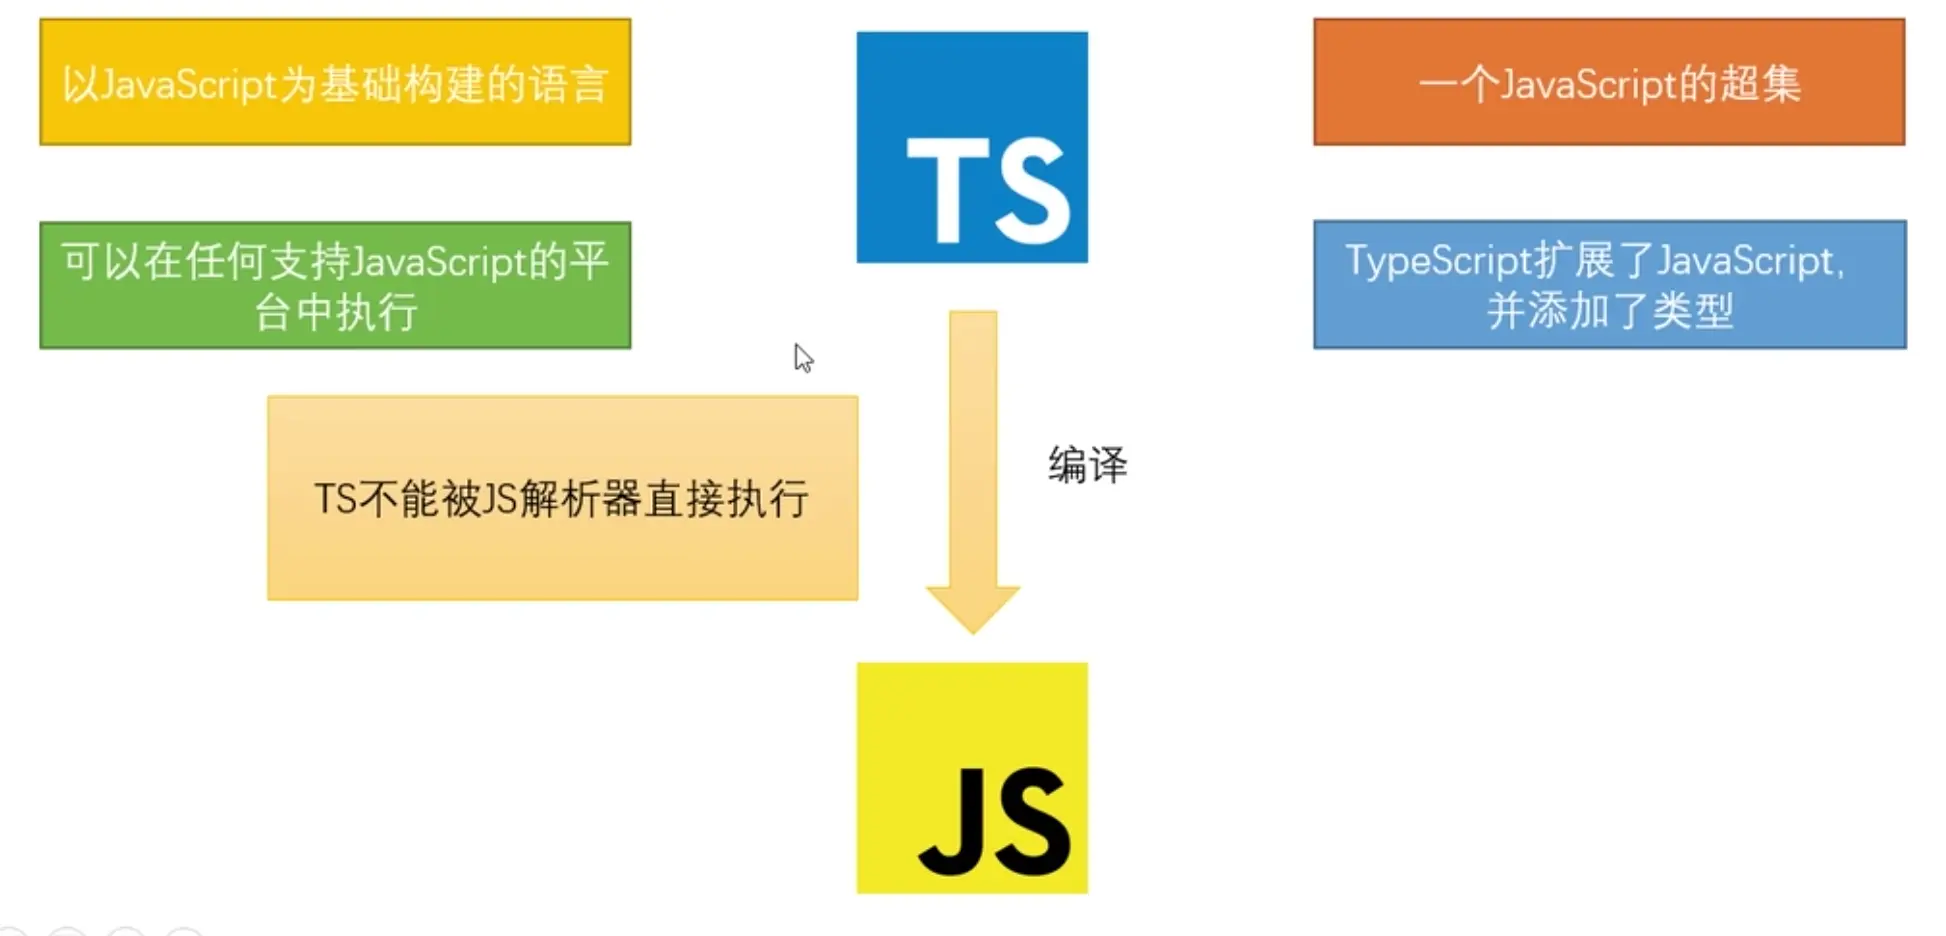 以JavaScript为基础构建的语言
TS
一个JavaScript的超集
可以在任何支持JavaScript的平
台中执行
TypeScript扩展了JavaScript,
并添加了类型
TS不能被JS解析器直接执行
编译
JS